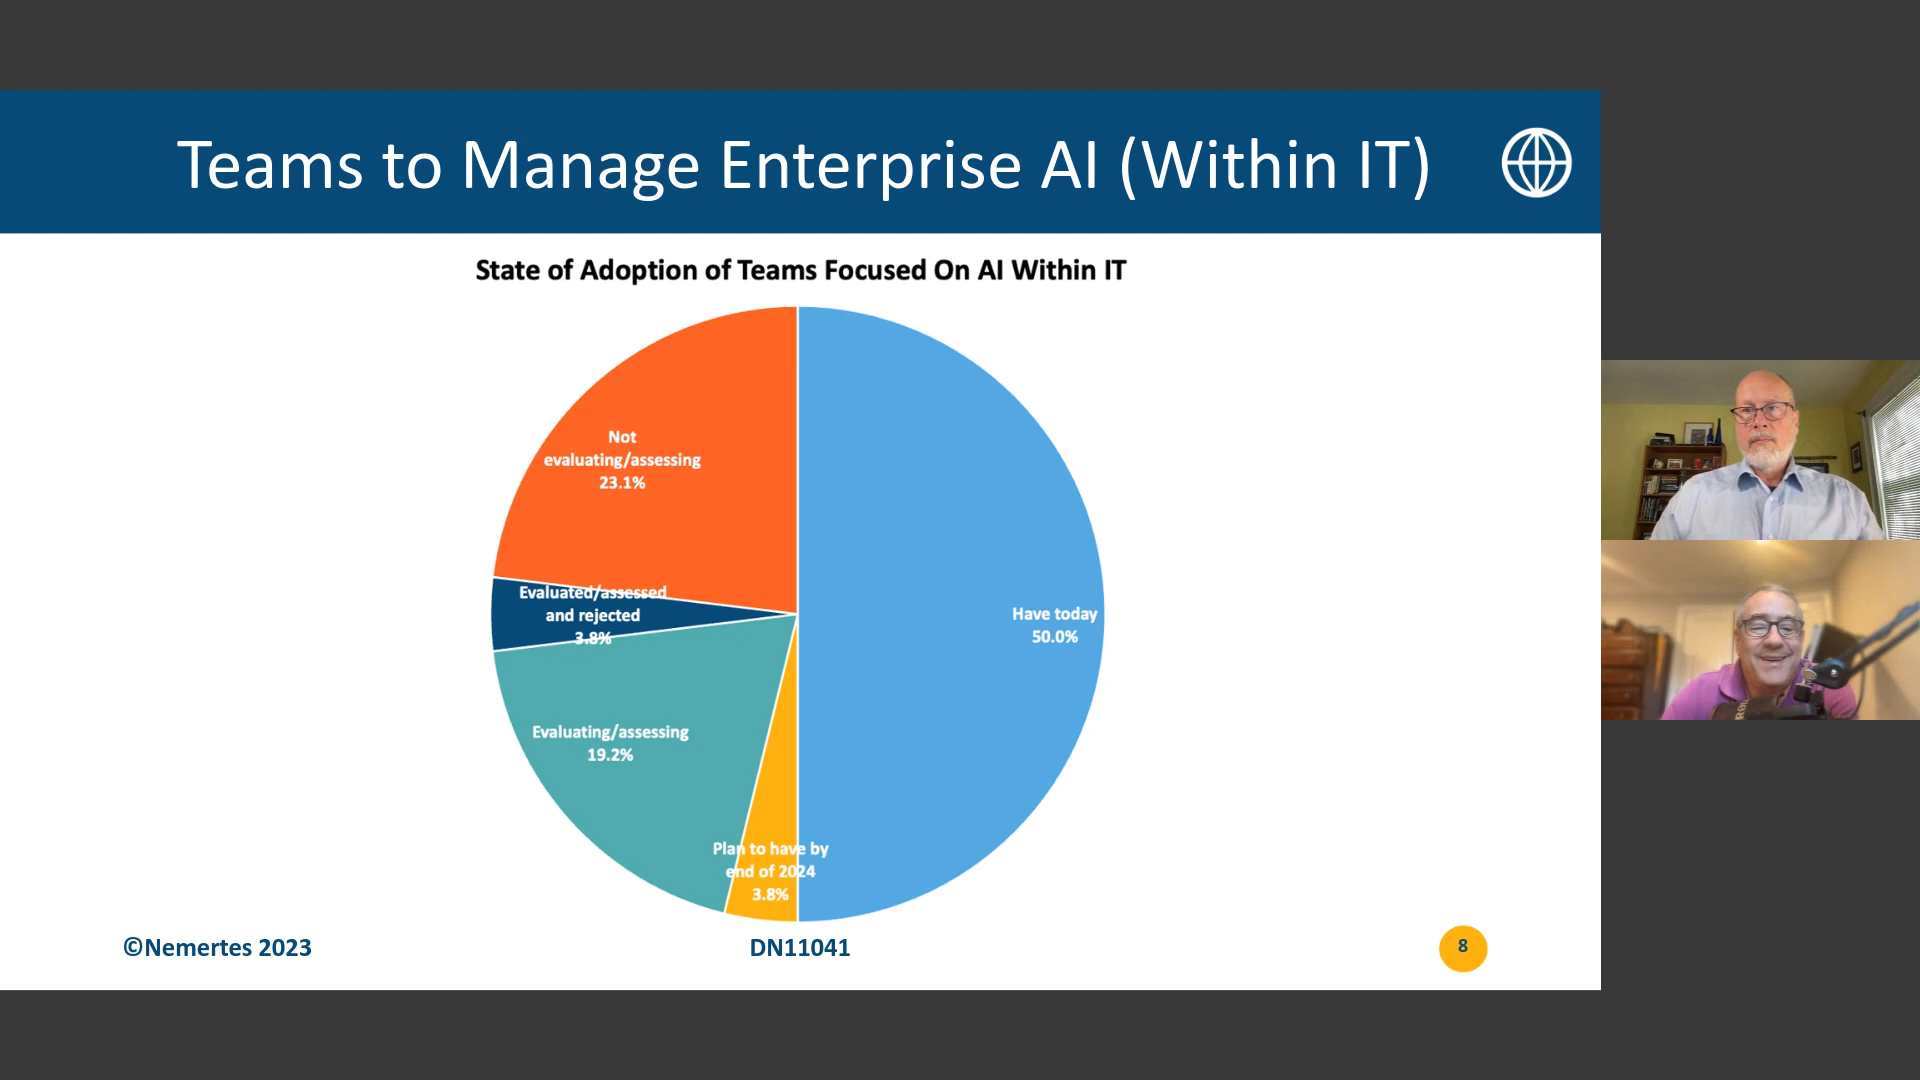 Teams to Manage Enterprise AI (Within IT)
State of Adoption of Teams Focused On AI Within IT
Not
evaluating/assessing
23.1%
Evaluated/assessed
and rejected
3.8%
Have today
50.0%
Evaluating/assessing
19.2%
Plan to have by
end of 2024
3.8%
©Nemertes 2023
DN11041
8